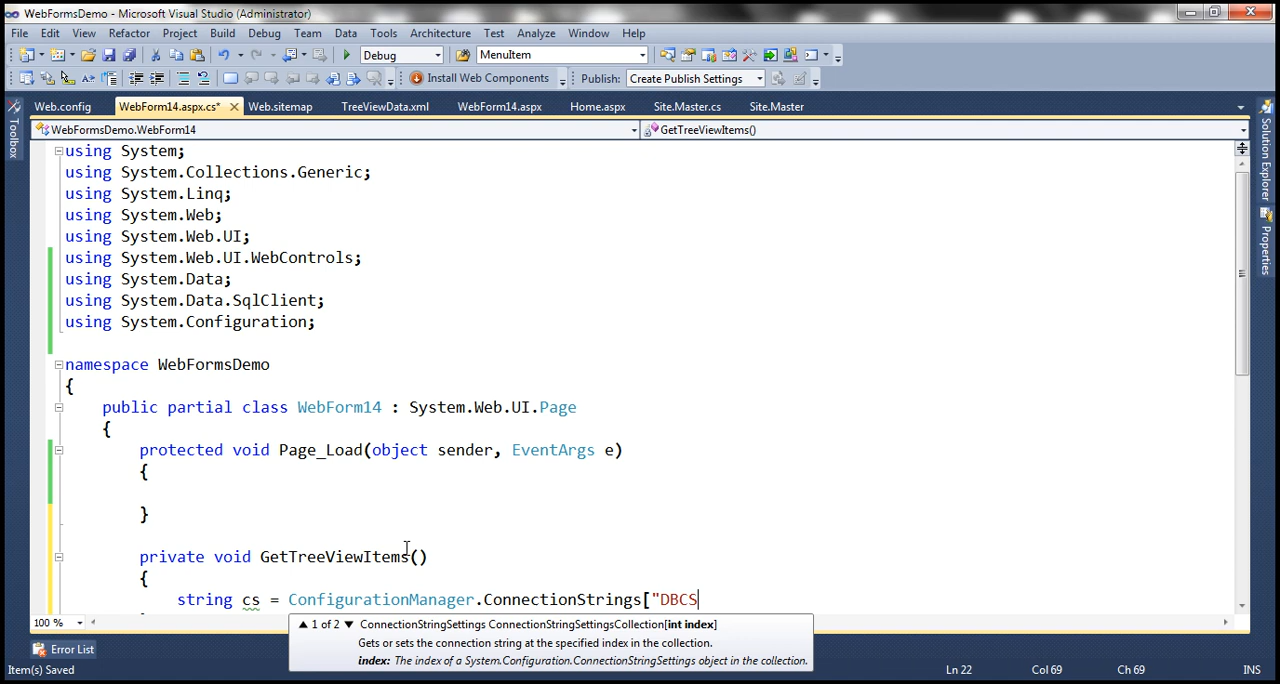 WebFormsDemo - Microsoft Visual Studio (Administrator)
File Edit View Refactor Project Build Debug Team Data Tools Architecture Test Analyze Window Help
Debug MenuItem
Install Web Components Publish: Create Publish Settings
Web.config WebForm14.aspx.cs* Web.sitemap TreeViewData.xml WebForm14.aspx Home.aspx Site.Master.cs Site.Master
WebFormsDemo.WebForm14 GetTreeViewItems()
Toolbox
Solution Explorer
Properties
using System;
using System.Collections.Generic;
using System.Linq;
using System.Web;
using System.Web.UI;
using System.Web.UI.WebControls;
using System.Data;
using System.Data.SqlClient;
using System.Configuration;
namespace WebFormsDemo
{
public partial class WebForm14 : System.Web.UI.Page
{
protected void Page_Load(object sender, EventArgs e)
{
}
private void GetTreeViewItems()
{
string cs = ConfigurationManager.ConnectionStrings["DBCS
100 %
1 of 2 ConnectionStringSettings ConnectionStringSettingsCollection[int index]
Gets or sets the connection string at the specified index in the collection.
index: The index of a System.Configuration.ConnectionStringSettings object in the collection.
Error List
Item(s) Saved Ln 22 Col 69 Ch 69 INS